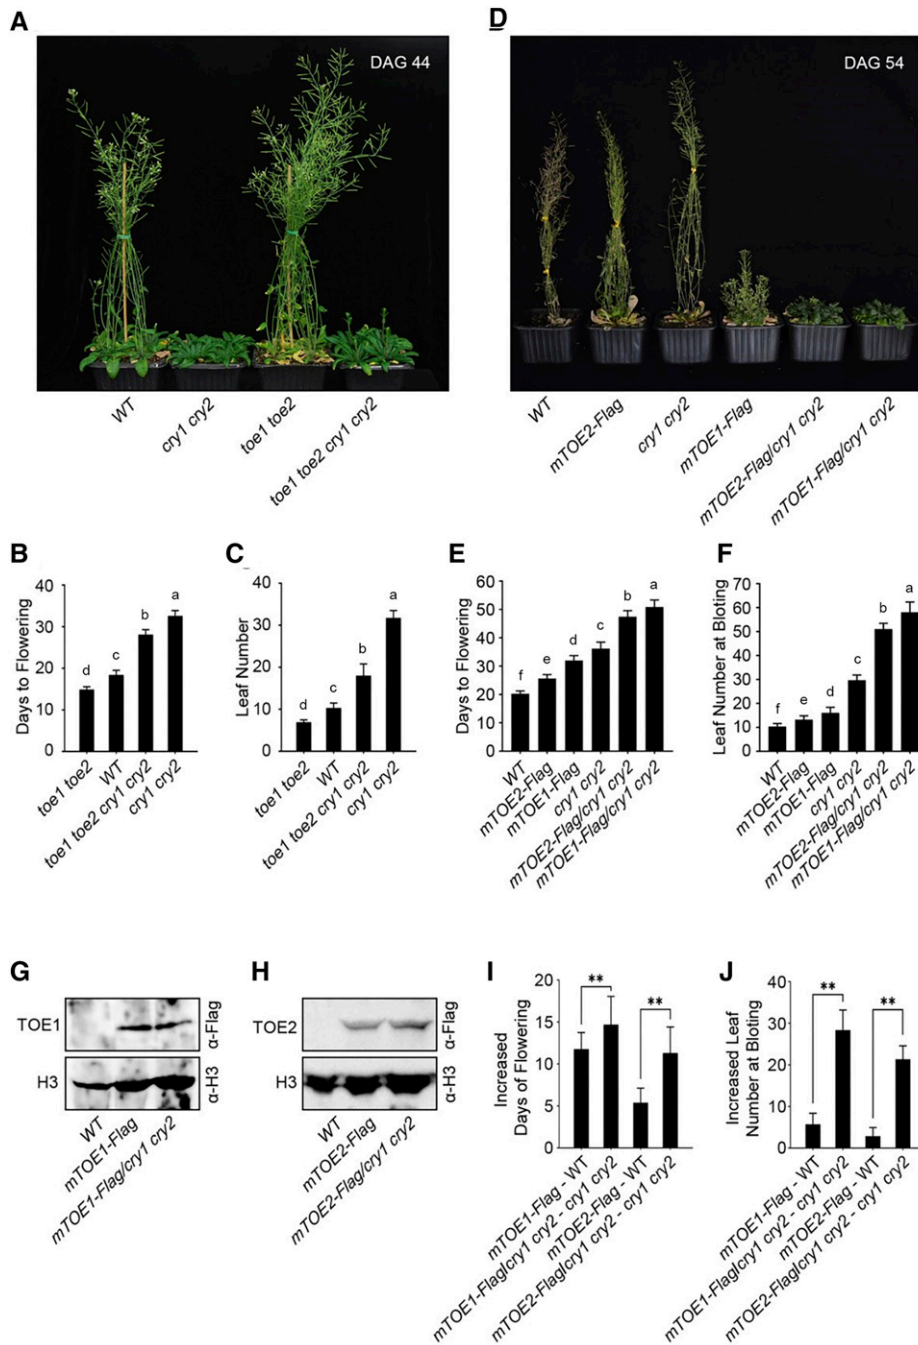 A
DAG 44
WT
cry1 cry2
toe1 toe2
toe1 toe2 cry1 cry2
D
DAG 54
WT
mTOE2-Flag
cry1 cry2
mTOE1-Flag
mTOE2-Flag/cry1 cry2
mTOE1-Flag/cry1 cry2
B
Days to Flowering
40
30
20
10
0
d
c
b
a
toe1 toe2
WT
toe1 toe2 cry1 cry2
cry1 cry2
C
Leaf Number
40
30
20
10
0
d
c
b
a
toe1 toe2
WT
toe1 toe2 cry1 cry2
cry1 cry2
E
Days to Flowering
60
50
40
30
20
10
0
f
e
d
c
b
a
WT
mTOE2-Flag
mTOE1-Flag
cry1 cry2
mTOE2-Flag/cry1 cry2
mTOE1-Flag/cry1 cry2
F
Leaf Number at Bloting
70
60
50
40
30
20
10
0
f
e
d
c
b
a
WT
mTOE2-Flag
mTOE1-Flag
cry1 cry2
mTOE2-Flag/cry1 cry2
mTOE1-Flag/cry1 cry2
G
TOE1
α-Flag
H3
α-H3
WT
mTOE1-Flag
mTOE1-Flag/cry1 cry2
H
TOE2
α-Flag
H3
α-H3
WT
mTOE2-Flag
mTOE2-Flag/cry1 cry2
I
Increased
Days of Flowering
20
15
10
5
0
**
**
mTOE1-Flag - WT
mTOE1-Flag/cry1 cry2 - cry1 cry2
mTOE2-Flag - WT
mTOE2-Flag/cry1 cry2 - cry1 cry2
J
Increased Leaf
Number at Bloting
40
30
20
10
0
**
**
mTOE1-Flag - WT
mTOE1-Flag/cry1 cry2 - cry1 cry2
mTOE2-Flag - WT
mTOE2-Flag/cry1 cry2 - cry1 cry2